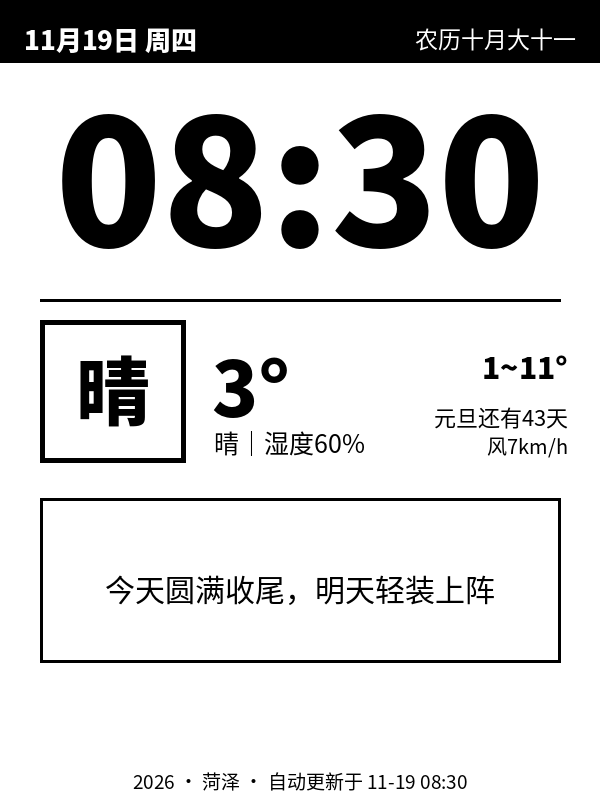 11月19日 周四
农历十月大十一
08:30
晴
3°
晴｜湿度60%
1~11°
元旦还有43天
风7km/h
今天圆满收尾，明天轻装上阵
2026 · 菏泽 · 自动更新于 11-19 08:30